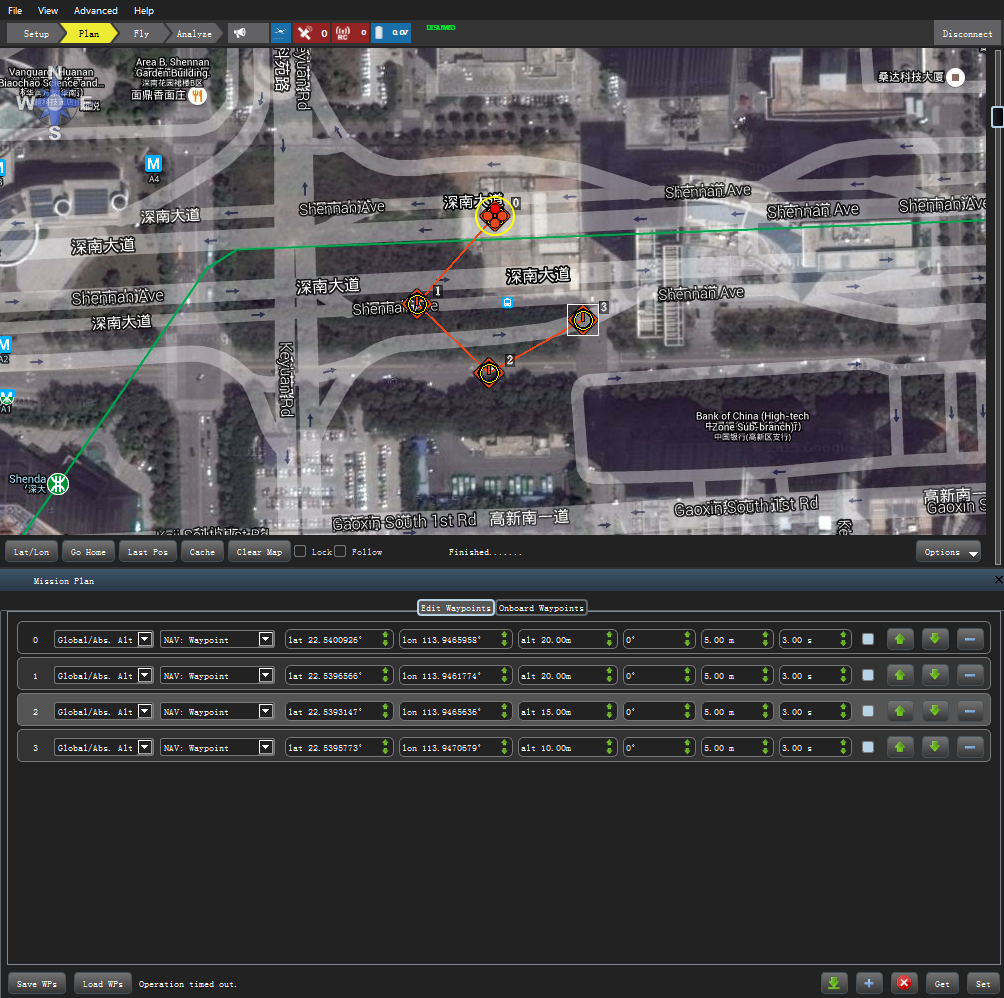 File View Advanced Help
Setup Plan Fly Analyze 0 RC 0 0.0V DISARMED Disconnect
Vanguard Huanan
Biaochao Science and...
N
W E
S
Area B, Shennan
Garden Building.
深南花园裙楼B区
面鼎香面庄
科苑路
Keyuan Rd
桑达科技大厦
M
A4
深南大道
Shennan Ave
深南大道
0
Shennan Ave
Shennan Ave
Shennan Ave
深南大道
深南大道
深南大道
Shennan Ave
1
Shennan Ave
Shennan Ave
3
深南大道
M
A2
2
Keyuan Rd
M
A1
Bank of China (High-tech
Zone Sub-branch)
中国银行(高新区支行)
Shenda
深大
Gaoxin South 1st Rd
高新南一道
Gaoxin South 1st Rd
高新南一
Gaoxin S
Lat/Lon Go Home Last Pos Cache Clear Map Lock Follow Finished....... Options
Mission Plan
Edit Waypoints Onboard Waypoints
0 Global/Abs. Alt NAV: Waypoint lat 22.5400926° lon 113.9465958° alt 20.00m 0° 5.00 m 3.00 s
1 Global/Abs. Alt NAV: Waypoint lat 22.5396566° lon 113.9461774° alt 20.00m 0° 5.00 m 3.00 s
2 Global/Abs. Alt NAV: Waypoint lat 22.5393147° lon 113.9465636° alt 15.00m 0° 5.00 m 3.00 s
3 Global/Abs. Alt NAV: Waypoint lat 22.5395773° lon 113.9470679° alt 10.00m 0° 5.00 m 3.00 s
Save WPs Load WPs Operation timed out. Get Set